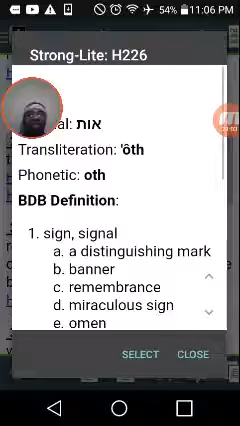 54% 11:06 PM
Strong-Lite: H226
al: אות
Transliteration: 'ôth
Phonetic: oth
BDB Definition:
1. sign, signal
a. a distinguishing mark
b. banner
c. remembrance
d. miraculous sign
e. omen
SELECT CLOSE